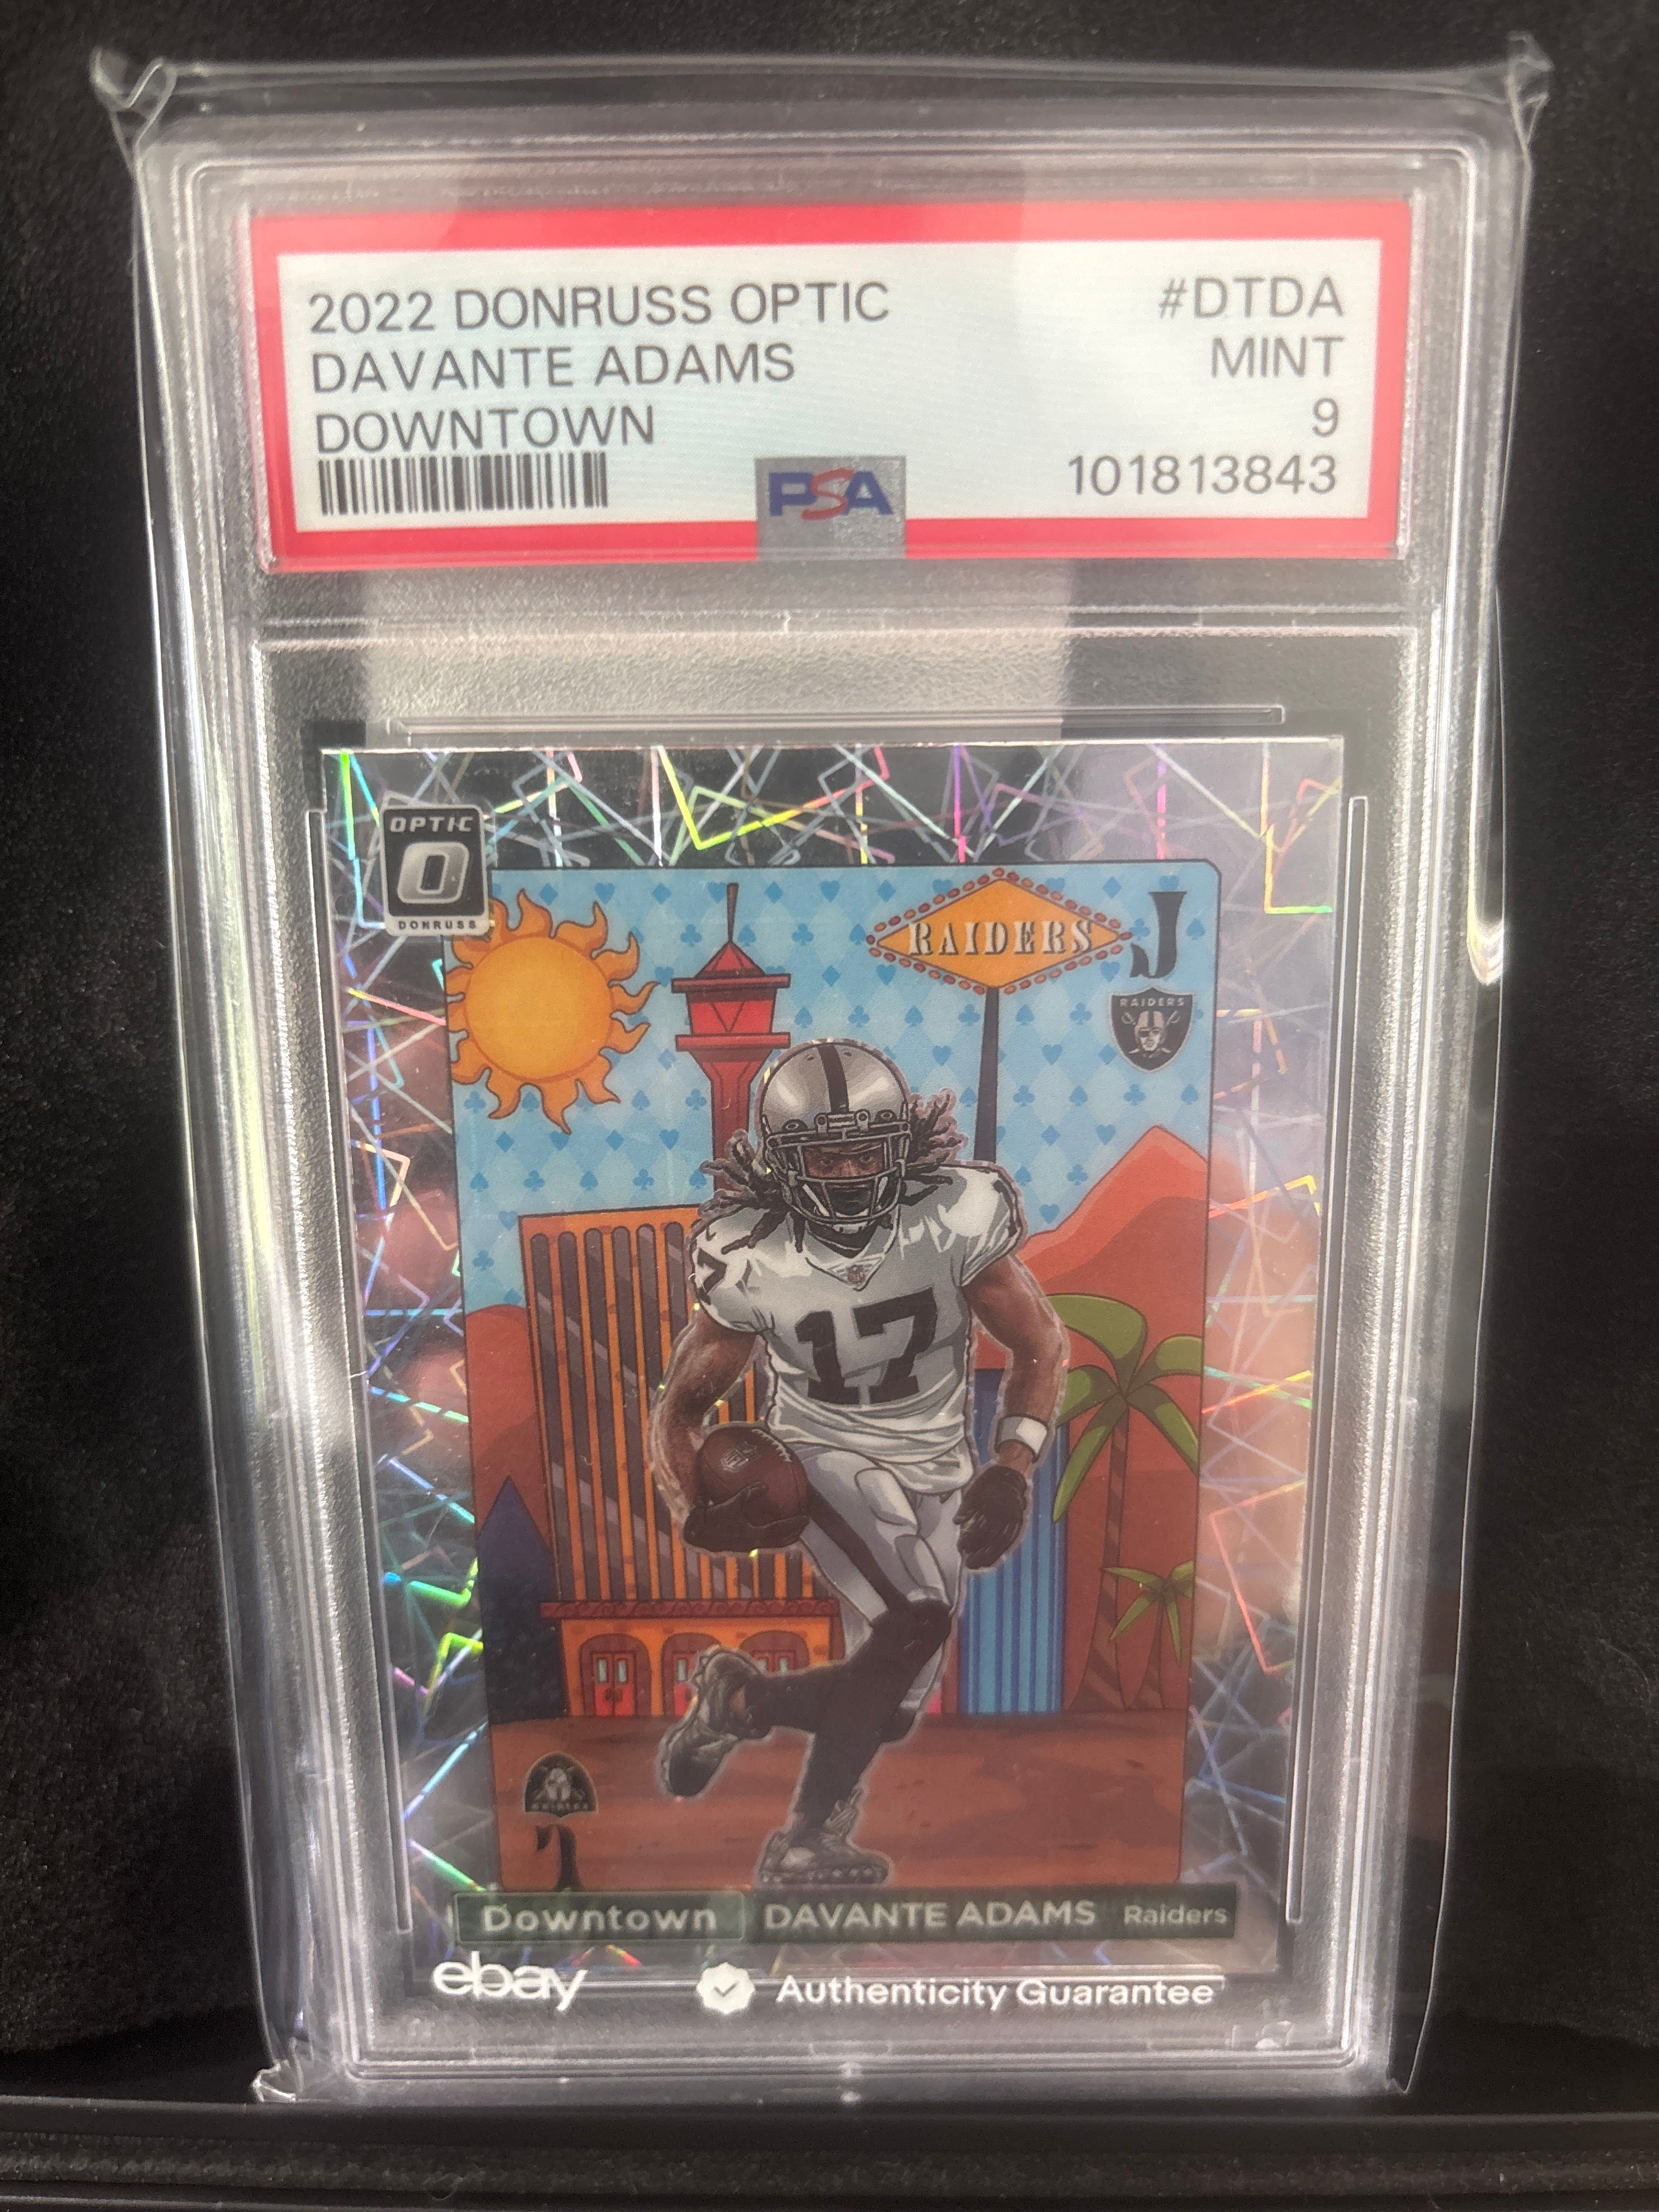 2022 DONRUSS OPTIC #DTDA
DAVANTE ADAMS MINT
DOWNTOWN 9
PSA 101813843
OPTIC
O
DONRUSS
RAIDERS
J
RAIDERS
17
17
J
Downtown DAVANTE ADAMS Raiders
ebay Authenticity Guarantee